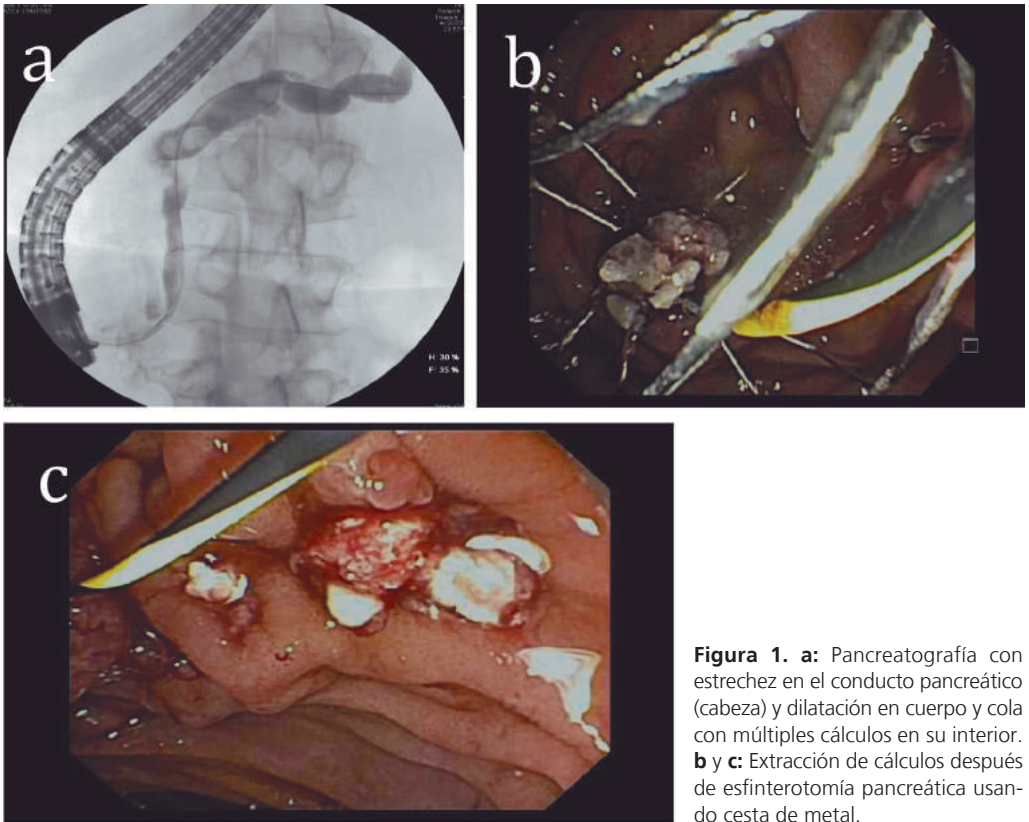 a
b
H: 30 %
F: 35 %
c
Figura 1. a: Pancreatografía con
estrechez en el conducto pancreático
(cabeza) y dilatación en cuerpo y cola
con múltiples cálculos en su interior.
b y c: Extracción de cálculos después
de esfinterotomía pancreática usan-
do cesta de metal.